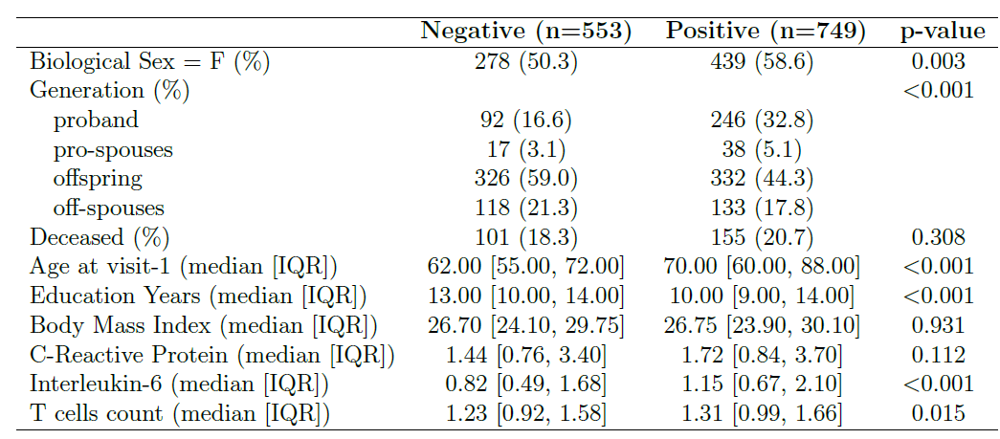 Negative (n=553) Positive (n=749) p-value
Biological Sex = F (%) 278 (50.3) 439 (58.6) 0.003
Generation (%) <0.001
proband 92 (16.6) 246 (32.8)
pro-spouses 17 (3.1) 38 (5.1)
offspring 326 (59.0) 332 (44.3)
off-spouses 118 (21.3) 133 (17.8)
Deceased (%) 101 (18.3) 155 (20.7) 0.308
Age at visit-1 (median [IQR]) 62.00 [55.00, 72.00] 70.00 [60.00, 88.00] <0.001
Education Years (median [IQR]) 13.00 [10.00, 14.00] 10.00 [9.00, 14.00] <0.001
Body Mass Index (median [IQR]) 26.70 [24.10, 29.75] 26.75 [23.90, 30.10] 0.931
C-Reactive Protein (median [IQR]) 1.44 [0.76, 3.40] 1.72 [0.84, 3.70] 0.112
Interleukin-6 (median [IQR]) 0.82 [0.49, 1.68] 1.15 [0.67, 2.10] <0.001
T cells count (median [IQR]) 1.23 [0.92, 1.58] 1.31 [0.99, 1.66] 0.015